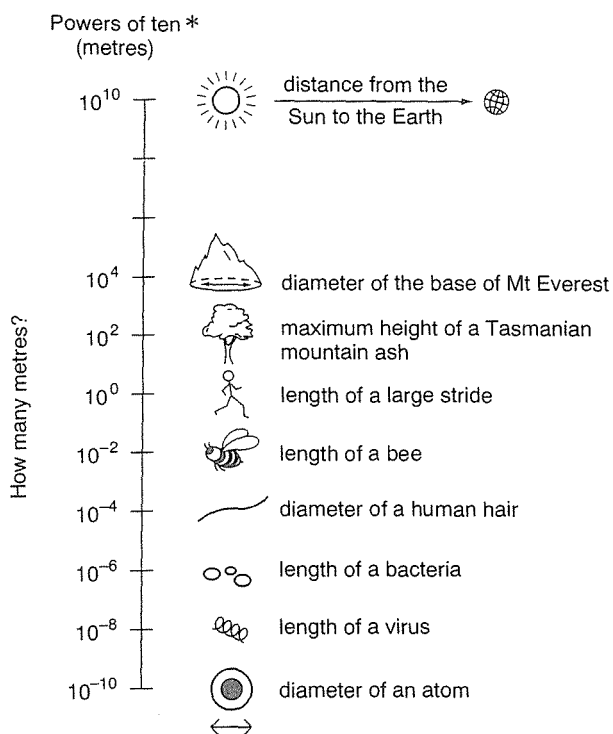 Powers of ten *
(metres)
10¹⁰
distance from the
Sun to the Earth
10⁴
diameter of the base of Mt Everest
10²
maximum height of a Tasmanian
mountain ash
10⁰
length of a large stride
10⁻²
length of a bee
10⁻⁴
diameter of a human hair
10⁻⁶
length of a bacteria
10⁻⁸
length of a virus
10⁻¹⁰
diameter of an atom
How many metres?